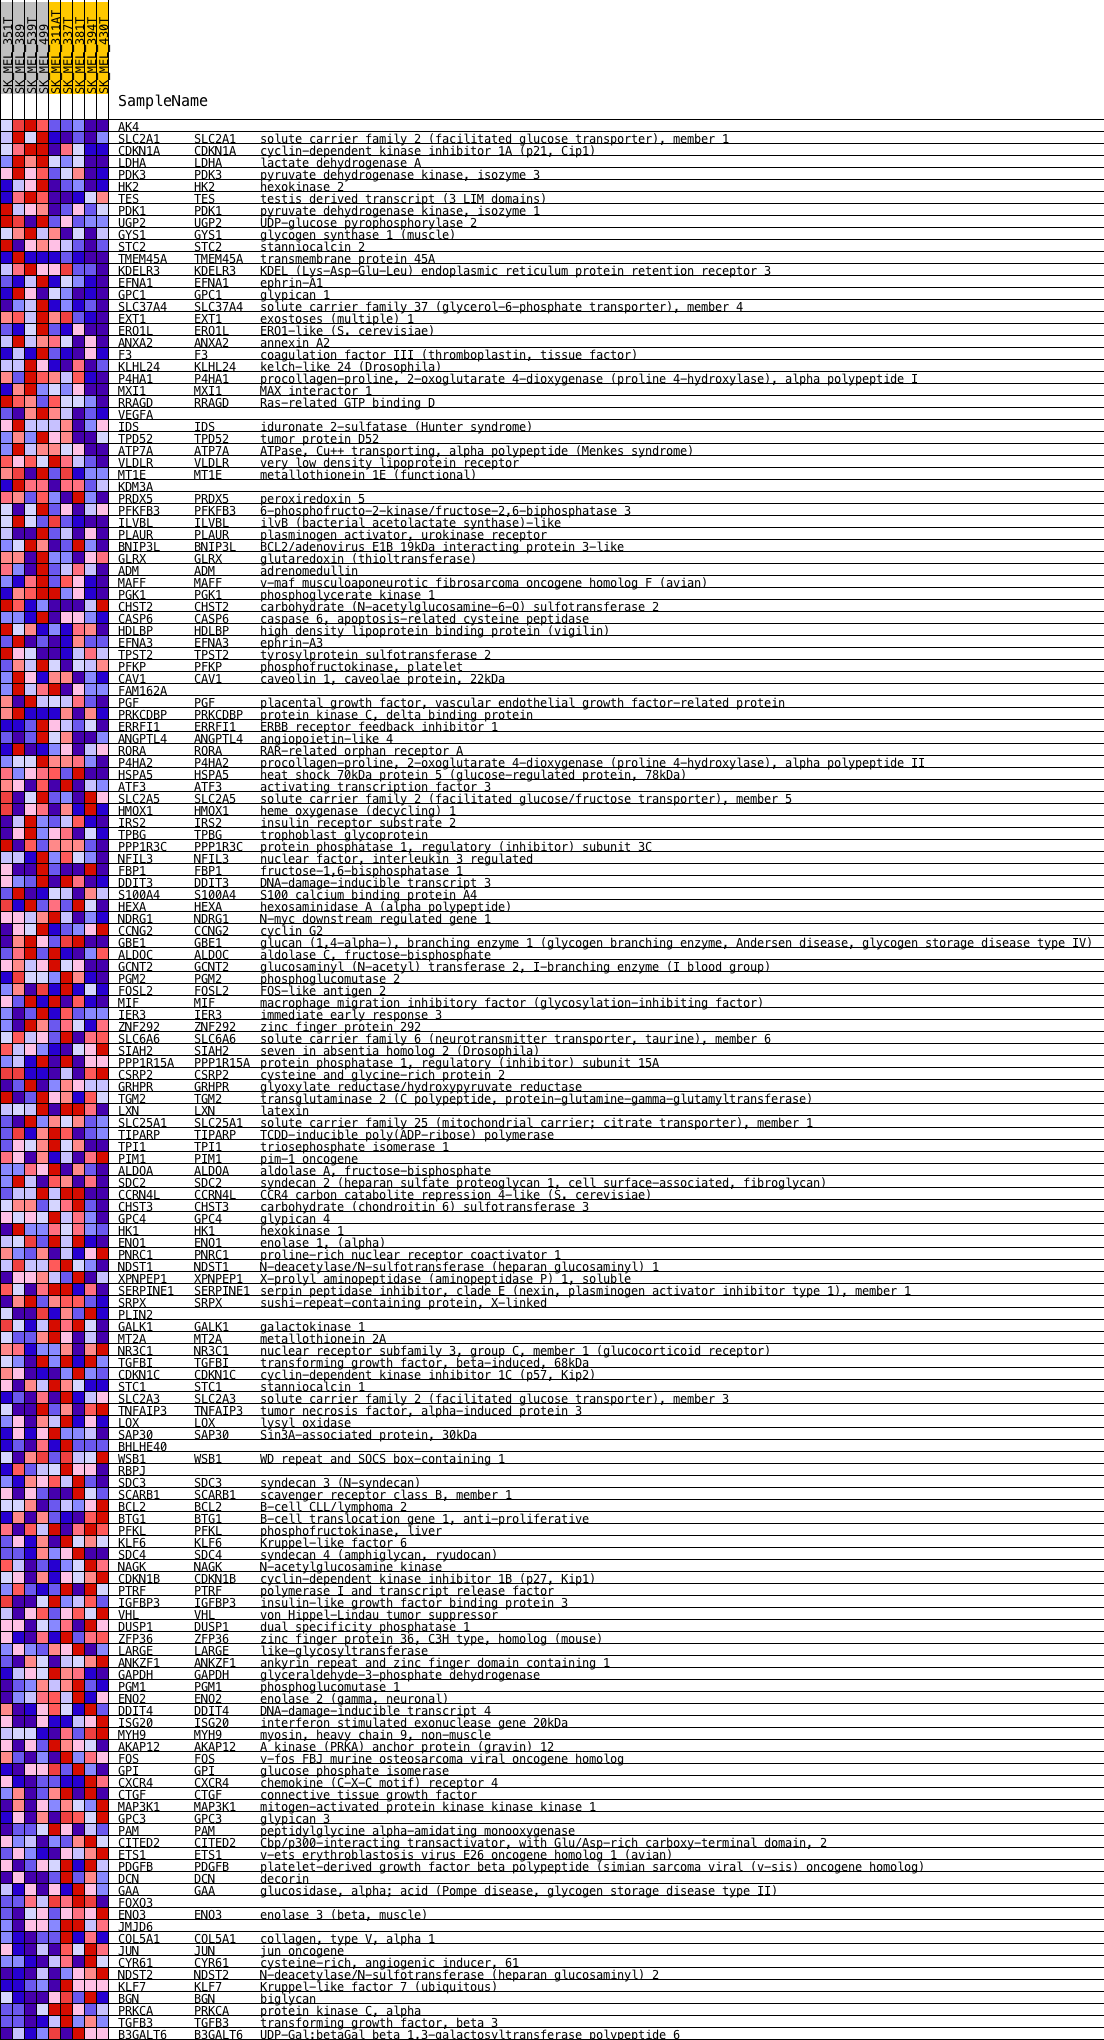 SK_MEL_351T
SK_MEL_389
SK_MEL_539T
SK_MEL_499
SK_MEL_311AT
SK_MEL_337T
SK_MEL_381T
SK_MEL_394T
SK_MEL_430T
SampleName
AK4
SLC2A1 SLC2A1 solute carrier family 2 (facilitated glucose transporter), member 1
CDKN1A CDKN1A cyclin-dependent kinase inhibitor 1A (p21, Cip1)
LDHA LDHA lactate dehydrogenase A
PDK3 PDK3 pyruvate dehydrogenase kinase, isozyme 3
HK2 HK2 hexokinase 2
TES TES testis derived transcript (3 LIM domains)
PDK1 PDK1 pyruvate dehydrogenase kinase, isozyme 1
UGP2 UGP2 UDP-glucose pyrophosphorylase 2
GYS1 GYS1 glycogen synthase 1 (muscle)
STC2 STC2 stanniocalcin 2
TMEM45A TMEM45A transmembrane protein 45A
KDELR3 KDELR3 KDEL (Lys-Asp-Glu-Leu) endoplasmic reticulum protein retention receptor 3
EFNA1 EFNA1 ephrin-A1
GPC1 GPC1 glypican 1
SLC37A4 SLC37A4 solute carrier family 37 (glycerol-6-phosphate transporter), member 4
EXT1 EXT1 exostoses (multiple) 1
ERO1L ERO1L ERO1-like (S. cerevisiae)
ANXA2 ANXA2 annexin A2
F3 F3 coagulation factor III (thromboplastin, tissue factor)
KLHL24 KLHL24 kelch-like 24 (Drosophila)
P4HA1 P4HA1 procollagen-proline, 2-oxoglutarate 4-dioxygenase (proline 4-hydroxylase), alpha polypeptide I
MXI1 MXI1 MAX interactor 1
RRAGD RRAGD Ras-related GTP binding D
VEGFA
IDS IDS iduronate 2-sulfatase (Hunter syndrome)
TPD52 TPD52 tumor protein D52
ATP7A ATP7A ATPase, Cu++ transporting, alpha polypeptide (Menkes syndrome)
VLDLR VLDLR very low density lipoprotein receptor
MT1E MT1E metallothionein 1E (functional)
KDM3A
PRDX5 PRDX5 peroxiredoxin 5
PFKFB3 PFKFB3 6-phosphofructo-2-kinase/fructose-2,6-biphosphatase 3
ILVBL ILVBL ilvB (bacterial acetolactate synthase)-like
PLAUR PLAUR plasminogen activator, urokinase receptor
BNIP3L BNIP3L BCL2/adenovirus E1B 19kDa interacting protein 3-like
GLRX GLRX glutaredoxin (thioltransferase)
ADM ADM adrenomedullin
MAFF MAFF v-maf musculoaponeurotic fibrosarcoma oncogene homolog F (avian)
PGK1 PGK1 phosphoglycerate kinase 1
CHST2 CHST2 carbohydrate (N-acetylglucosamine-6-O) sulfotransferase 2
CASP6 CASP6 caspase 6, apoptosis-related cysteine peptidase
HDLBP HDLBP high density lipoprotein binding protein (vigilin)
EFNA3 EFNA3 ephrin-A3
TPST2 TPST2 tyrosylprotein sulfotransferase 2
PFKP PFKP phosphofructokinase, platelet
CAV1 CAV1 caveolin 1, caveolae protein, 22kDa
FAM162A
PGF PGF placental growth factor, vascular endothelial growth factor-related protein
PRKCDBP PRKCDBP protein kinase C, delta binding protein
ERRFI1 ERRFI1 ERBB receptor feedback inhibitor 1
ANGPTL4 ANGPTL4 angiopoietin-like 4
RORA RORA RAR-related orphan receptor A
P4HA2 P4HA2 procollagen-proline, 2-oxoglutarate 4-dioxygenase (proline 4-hydroxylase), alpha polypeptide II
HSPA5 HSPA5 heat shock 70kDa protein 5 (glucose-regulated protein, 78kDa)
ATF3 ATF3 activating transcription factor 3
SLC2A5 SLC2A5 solute carrier family 2 (facilitated glucose/fructose transporter), member 5
HMOX1 HMOX1 heme oxygenase (decycling) 1
IRS2 IRS2 insulin receptor substrate 2
TPBG TPBG trophoblast glycoprotein
PPP1R3C PPP1R3C protein phosphatase 1, regulatory (inhibitor) subunit 3C
NFIL3 NFIL3 nuclear factor, interleukin 3 regulated
FBP1 FBP1 fructose-1,6-bisphosphatase 1
DDIT3 DDIT3 DNA-damage-inducible transcript 3
S100A4 S100A4 S100 calcium binding protein A4
HEXA HEXA hexosaminidase A (alpha polypeptide)
NDRG1 NDRG1 N-myc downstream regulated gene 1
CCNG2 CCNG2 cyclin G2
GBE1 GBE1 glucan (1,4-alpha-), branching enzyme 1 (glycogen branching enzyme, Andersen disease, glycogen storage disease type IV)
ALDOC ALDOC aldolase C, fructose-bisphosphate
GCNT2 GCNT2 glucosaminyl (N-acetyl) transferase 2, I-branching enzyme (I blood group)
PGM2 PGM2 phosphoglucomutase 2
FOSL2 FOSL2 FOS-like antigen 2
MIF MIF macrophage migration inhibitory factor (glycosylation-inhibiting factor)
IER3 IER3 immediate early response 3
ZNF292 ZNF292 zinc finger protein 292
SLC6A6 SLC6A6 solute carrier family 6 (neurotransmitter transporter, taurine), member 6
SIAH2 SIAH2 seven in absentia homolog 2 (Drosophila)
PPP1R15A PPP1R15A protein phosphatase 1, regulatory (inhibitor) subunit 15A
CSRP2 CSRP2 cysteine and glycine-rich protein 2
GRHPR GRHPR glyoxylate reductase/hydroxypyruvate reductase
TGM2 TGM2 transglutaminase 2 (C polypeptide, protein-glutamine-gamma-glutamyltransferase)
LXN LXN latexin
SLC25A1 SLC25A1 solute carrier family 25 (mitochondrial carrier; citrate transporter), member 1
TIPARP TIPARP TCDD-inducible poly(ADP-ribose) polymerase
TPI1 TPI1 triosephosphate isomerase 1
PIM1 PIM1 pim-1 oncogene
ALDOA ALDOA aldolase A, fructose-bisphosphate
SDC2 SDC2 syndecan 2 (heparan sulfate proteoglycan 1, cell surface-associated, fibroglycan)
CCRN4L CCRN4L CCR4 carbon catabolite repression 4-like (S. cerevisiae)
CHST3 CHST3 carbohydrate (chondroitin 6) sulfotransferase 3
GPC4 GPC4 glypican 4
HK1 HK1 hexokinase 1
ENO1 ENO1 enolase 1, (alpha)
PNRC1 PNRC1 proline-rich nuclear receptor coactivator 1
NDST1 NDST1 N-deacetylase/N-sulfotransferase (heparan glucosaminyl) 1
XPNPEP1 XPNPEP1 X-prolyl aminopeptidase (aminopeptidase P) 1, soluble
SERPINE1 SERPINE1 serpin peptidase inhibitor, clade E (nexin, plasminogen activator inhibitor type 1), member 1
SRPX SRPX sushi-repeat-containing protein, X-linked
PLIN2
GALK1 GALK1 galactokinase 1
MT2A MT2A metallothionein 2A
NR3C1 NR3C1 nuclear receptor subfamily 3, group C, member 1 (glucocorticoid receptor)
TGFBI TGFBI transforming growth factor, beta-induced, 68kDa
CDKN1C CDKN1C cyclin-dependent kinase inhibitor 1C (p57, Kip2)
STC1 STC1 stanniocalcin 1
SLC2A3 SLC2A3 solute carrier family 2 (facilitated glucose transporter), member 3
TNFAIP3 TNFAIP3 tumor necrosis factor, alpha-induced protein 3
LOX LOX lysyl oxidase
SAP30 SAP30 Sin3A-associated protein, 30kDa
BHLHE40
WSB1 WSB1 WD repeat and SOCS box-containing 1
RBPJ
SDC3 SDC3 syndecan 3 (N-syndecan)
SCARB1 SCARB1 scavenger receptor class B, member 1
BCL2 BCL2 B-cell CLL/lymphoma 2
BTG1 BTG1 B-cell translocation gene 1, anti-proliferative
PFKL PFKL phosphofructokinase, liver
KLF6 KLF6 Kruppel-like factor 6
SDC4 SDC4 syndecan 4 (amphiglycan, ryudocan)
NAGK NAGK N-acetylglucosamine kinase
CDKN1B CDKN1B cyclin-dependent kinase inhibitor 1B (p27, Kip1)
PTRF PTRF polymerase I and transcript release factor
IGFBP3 IGFBP3 insulin-like growth factor binding protein 3
VHL VHL von Hippel-Lindau tumor suppressor
DUSP1 DUSP1 dual specificity phosphatase 1
ZFP36 ZFP36 zinc finger protein 36, C3H type, homolog (mouse)
LARGE LARGE like-glycosyltransferase
ANKZF1 ANKZF1 ankyrin repeat and zinc finger domain containing 1
GAPDH GAPDH glyceraldehyde-3-phosphate dehydrogenase
PGM1 PGM1 phosphoglucomutase 1
ENO2 ENO2 enolase 2 (gamma, neuronal)
DDIT4 DDIT4 DNA-damage-inducible transcript 4
ISG20 ISG20 interferon stimulated exonuclease gene 20kDa
MYH9 MYH9 myosin, heavy chain 9, non-muscle
AKAP12 AKAP12 A kinase (PRKA) anchor protein (gravin) 12
FOS FOS v-fos FBJ murine osteosarcoma viral oncogene homolog
GPI GPI glucose phosphate isomerase
CXCR4 CXCR4 chemokine (C-X-C motif) receptor 4
CTGF CTGF connective tissue growth factor
MAP3K1 MAP3K1 mitogen-activated protein kinase kinase kinase 1
GPC3 GPC3 glypican 3
PAM PAM peptidylglycine alpha-amidating monooxygenase
CITED2 CITED2 Cbp/p300-interacting transactivator, with Glu/Asp-rich carboxy-terminal domain, 2
ETS1 ETS1 v-ets erythroblastosis virus E26 oncogene homolog 1 (avian)
PDGFB PDGFB platelet-derived growth factor beta polypeptide (simian sarcoma viral (v-sis) oncogene homolog)
DCN DCN decorin
GAA GAA glucosidase, alpha; acid (Pompe disease, glycogen storage disease type II)
FOXO3
ENO3 ENO3 enolase 3 (beta, muscle)
JMJD6
COL5A1 COL5A1 collagen, type V, alpha 1
JUN JUN jun oncogene
CYR61 CYR61 cysteine-rich, angiogenic inducer, 61
NDST2 NDST2 N-deacetylase/N-sulfotransferase (heparan glucosaminyl) 2
KLF7 KLF7 Kruppel-like factor 7 (ubiquitous)
BGN BGN biglycan
PRKCA PRKCA protein kinase C, alpha
TGFB3 TGFB3 transforming growth factor, beta 3
B3GALT6 B3GALT6 UDP-Gal:betaGal beta 1,3-galactosyltransferase polypeptide 6